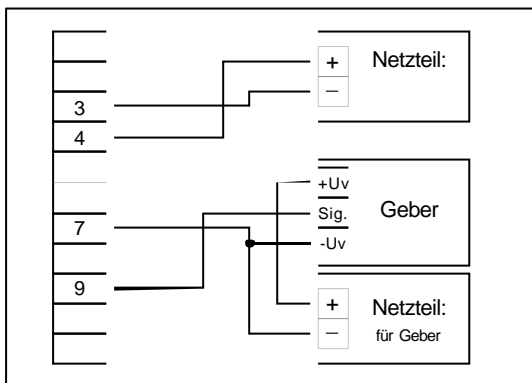 3
4
7
9
+
−
Netzteil:
+Uv
Sig.
-Uv
Geber
+
−
Netzteil:
für Geber